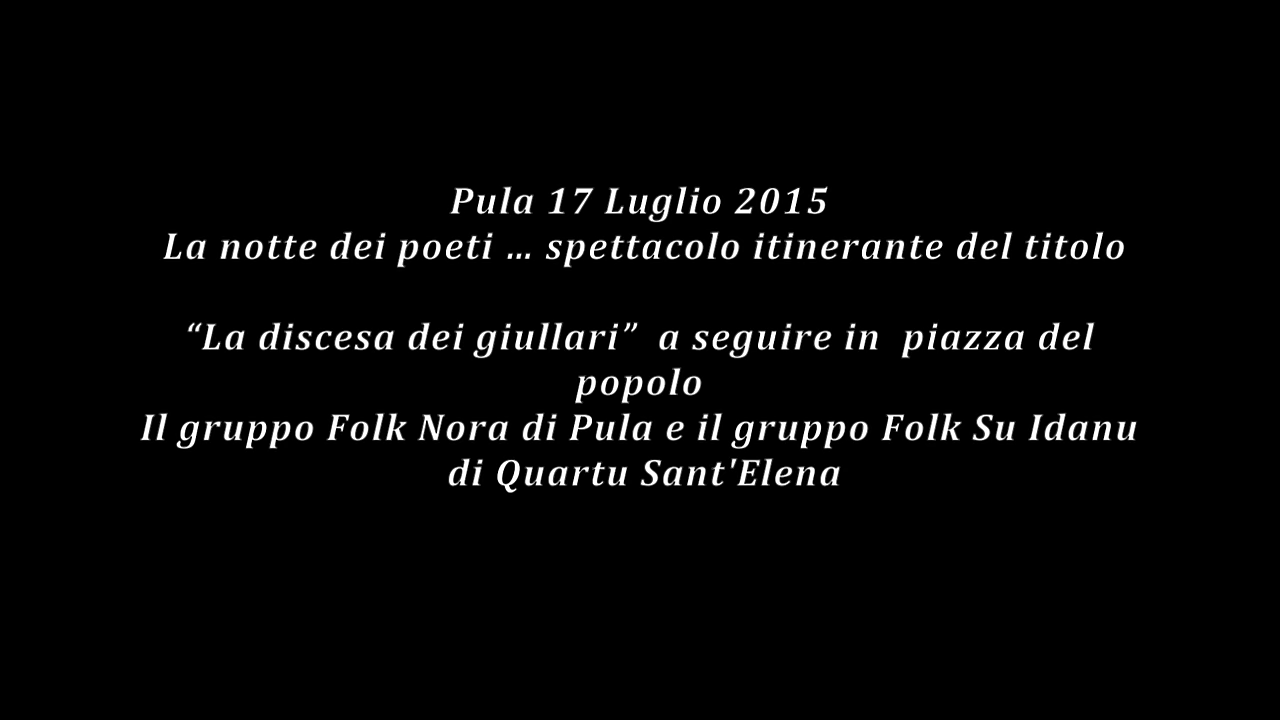 Pula 17 Luglio 2015
La notte dei poeti ... spettacolo itinerante del titolo
“La discesa dei giullari”  a seguire in  piazza del
popolo
Il gruppo Folk Nora di Pula e il gruppo Folk Su Idanu
di Quartu Sant'Elena